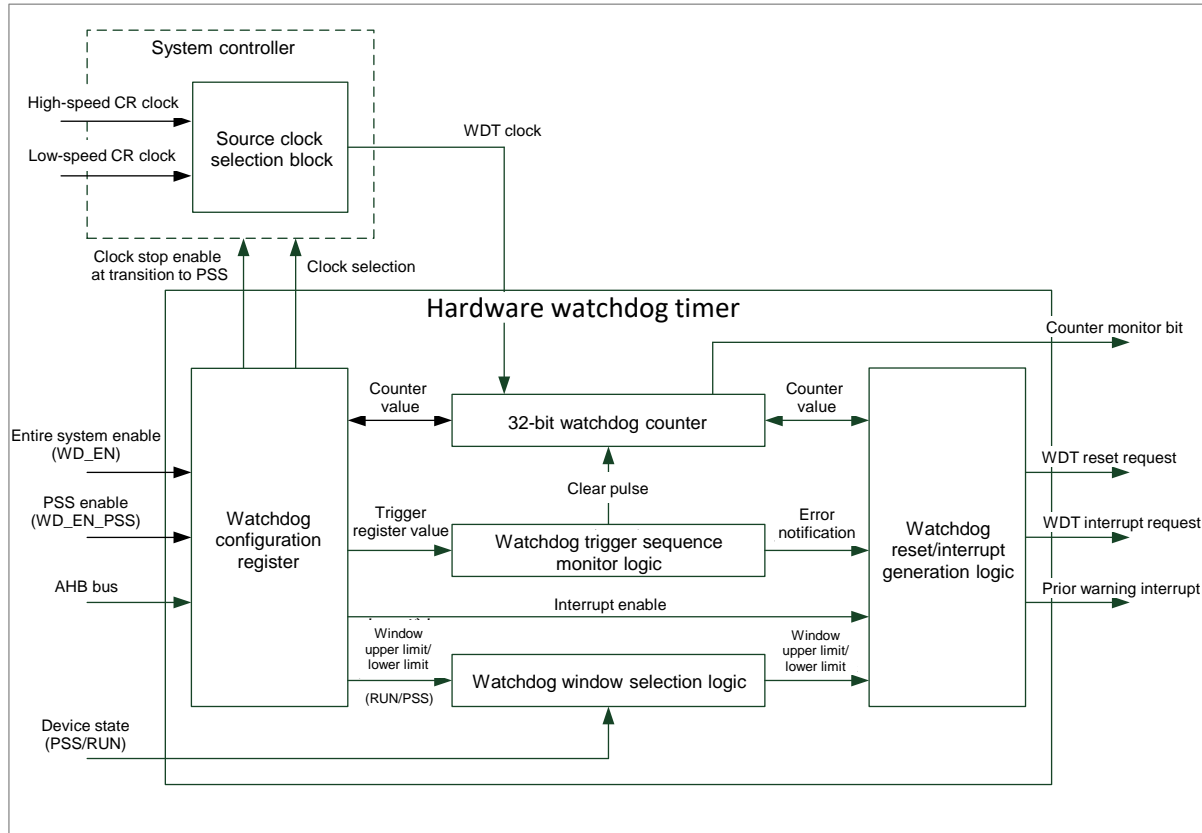 System controller
High-speed CR clock
Low-speed CR clock
Source clock
selection block
WDT clock
Clock stop enable
at transition to PSS
Clock selection
Hardware watchdog timer
Counter monitor bit
Counter
value
32-bit watchdog counter
Counter
value
Entire system enable
(WD_EN)
WDT reset request
Clear pulse
PSS enable
(WD_EN_PSS)
Watchdog
configuration
register
Trigger
register value
Watchdog trigger sequence
monitor logic
Error
notification
Watchdog
reset/interrupt
generation logic
WDT interrupt request
AHB bus
Interrupt enable
Prior warning interrupt
Window
upper limit/
lower limit
(RUN/PSS)
Watchdog window selection logic
Window
upper limit/
lower limit
Device state
(PSS/RUN)